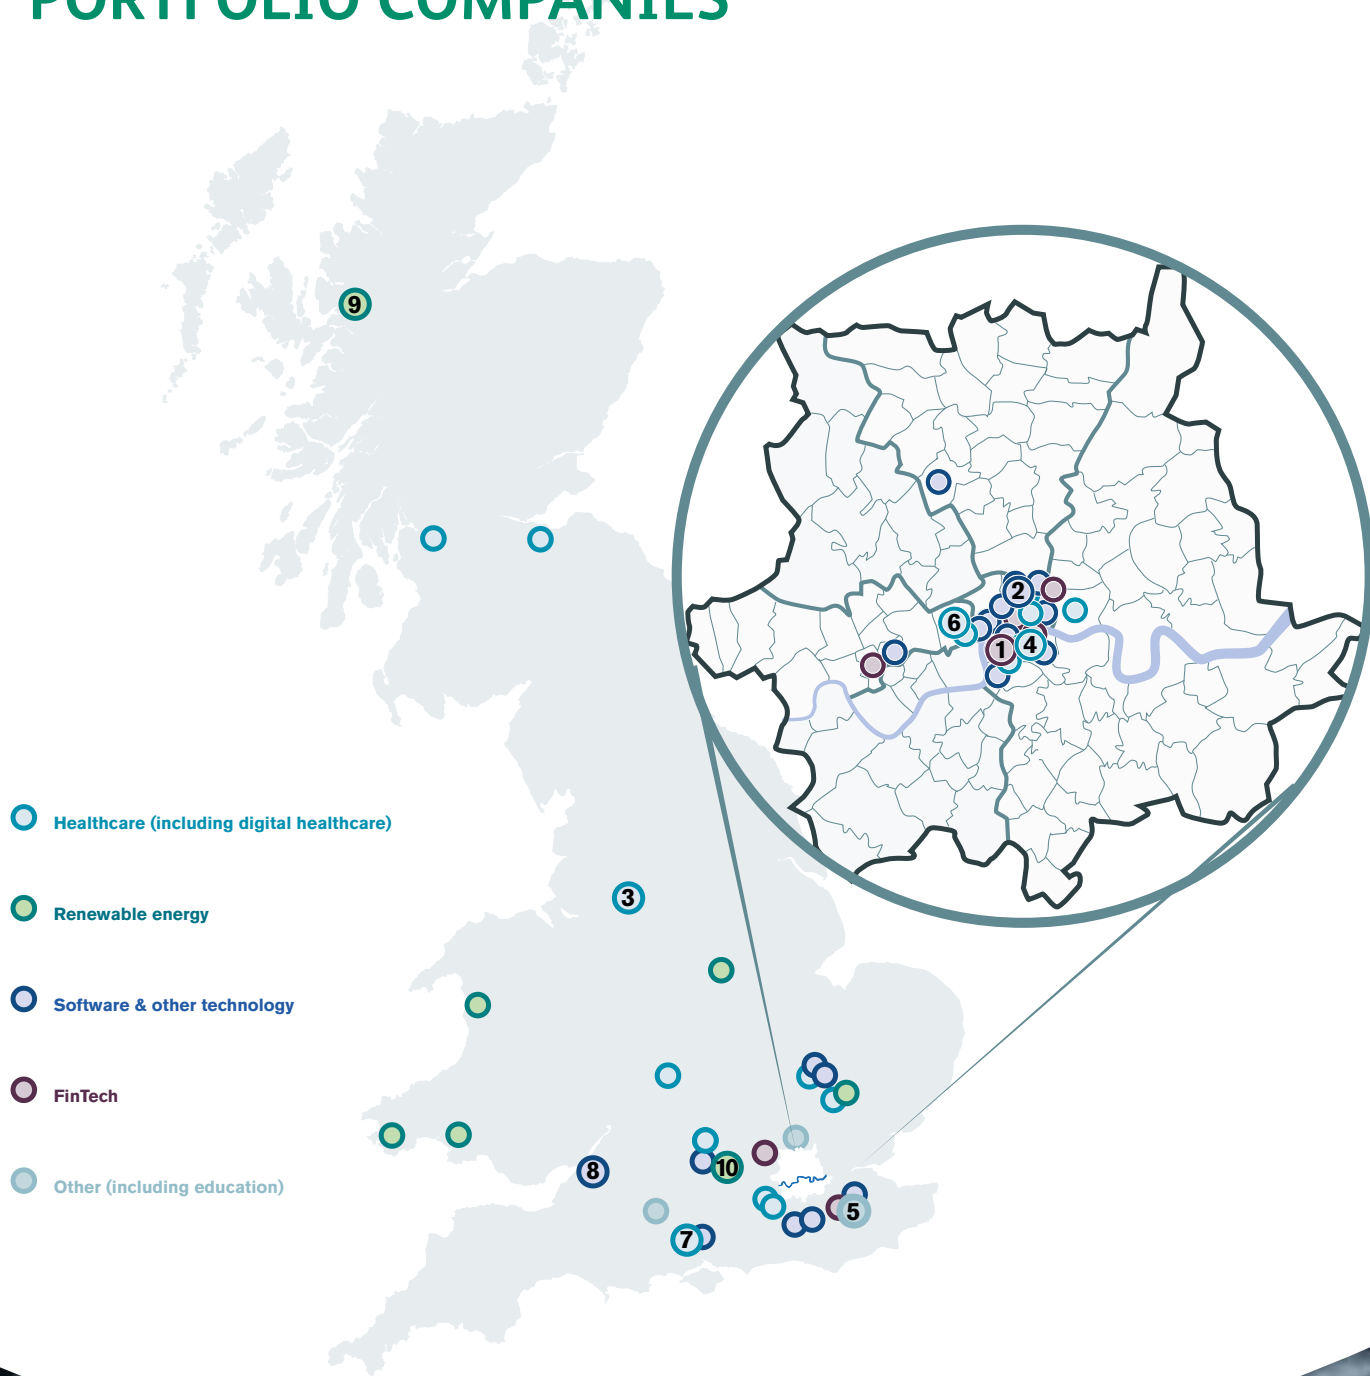 PORTFOLIO COMPANIES
9
2
6
1
4
Healthcare (including digital healthcare)
3
Renewable energy
Software & other technology
FinTech
10
8
Other (including education)
5
7